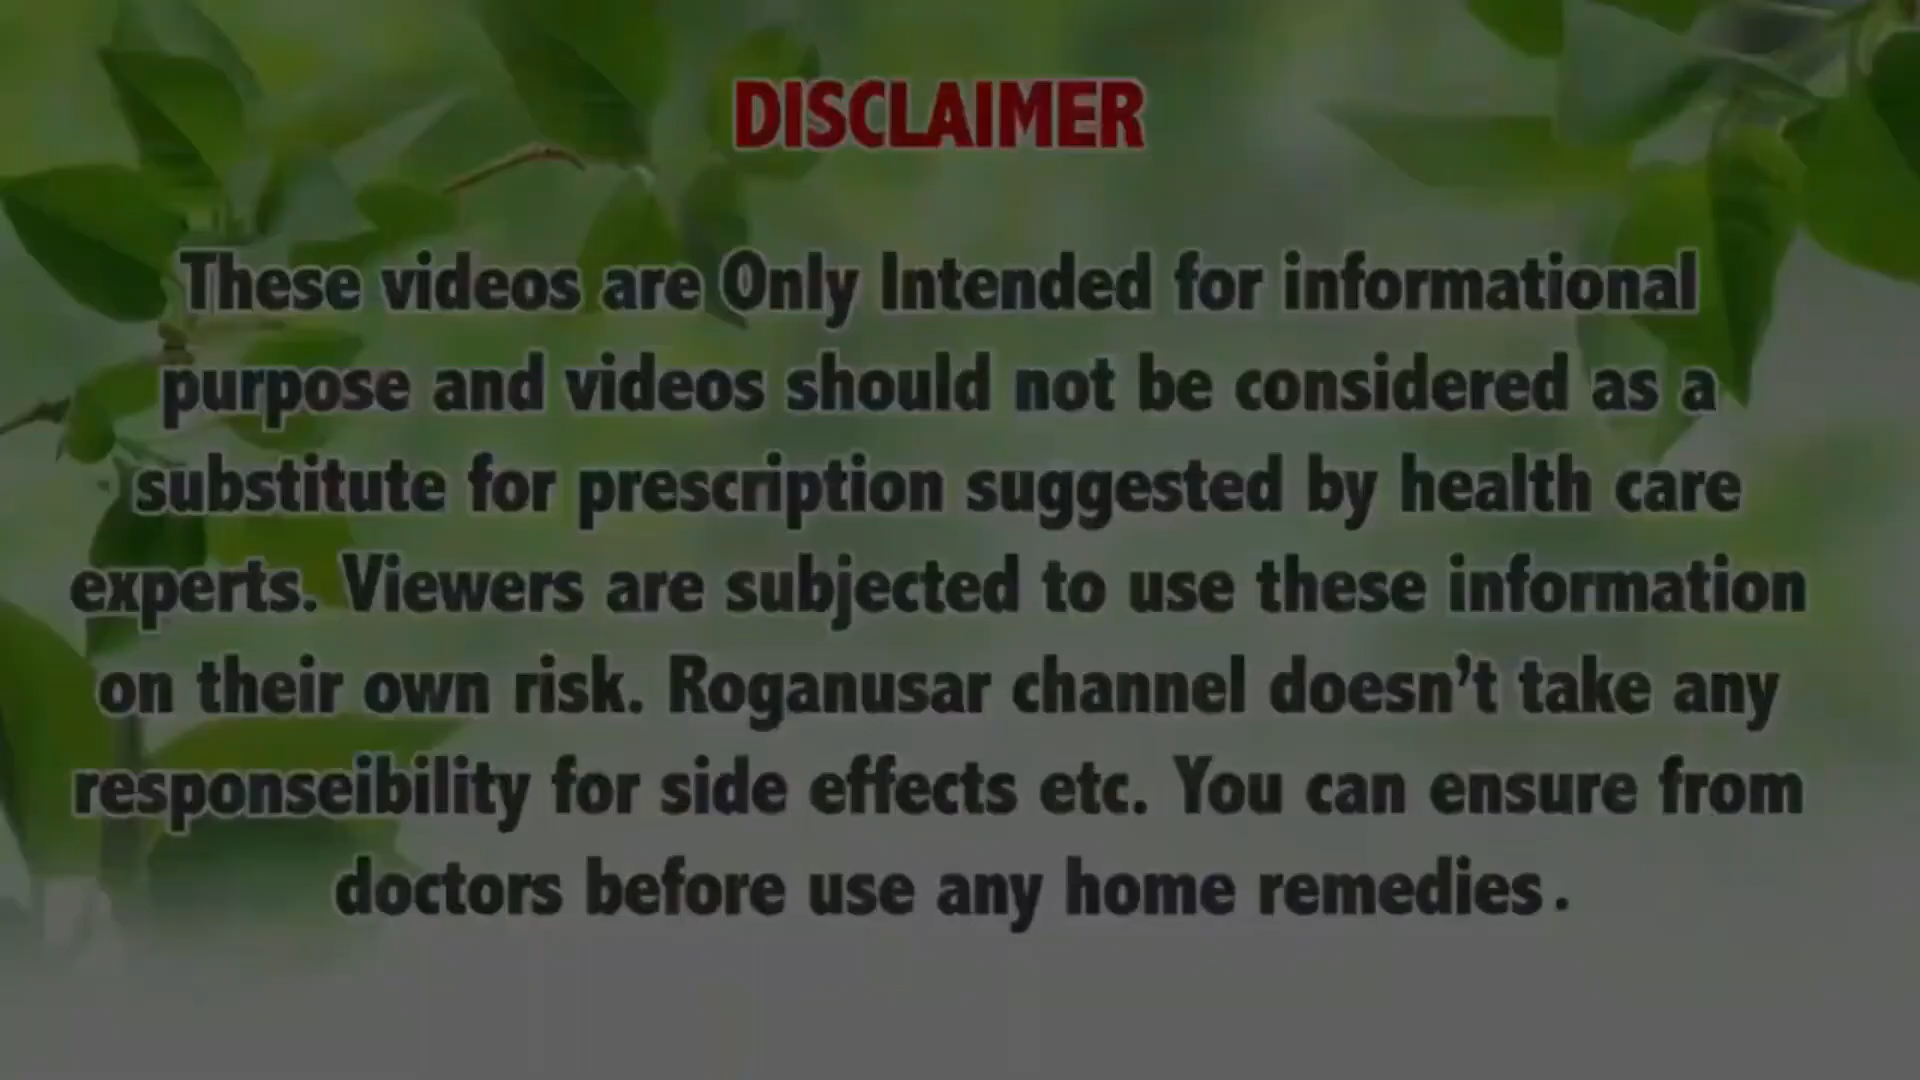 DISCLAIMER
These videos are Only Intended for informational
purpose and videos should not be considered as a
substitute for prescription suggested by health care
experts. Viewers are subjected to use these information
on their own risk. Roganusar channel doesn't take any
responseibility for side effects etc. You can ensure from
doctors before use any home remedies.